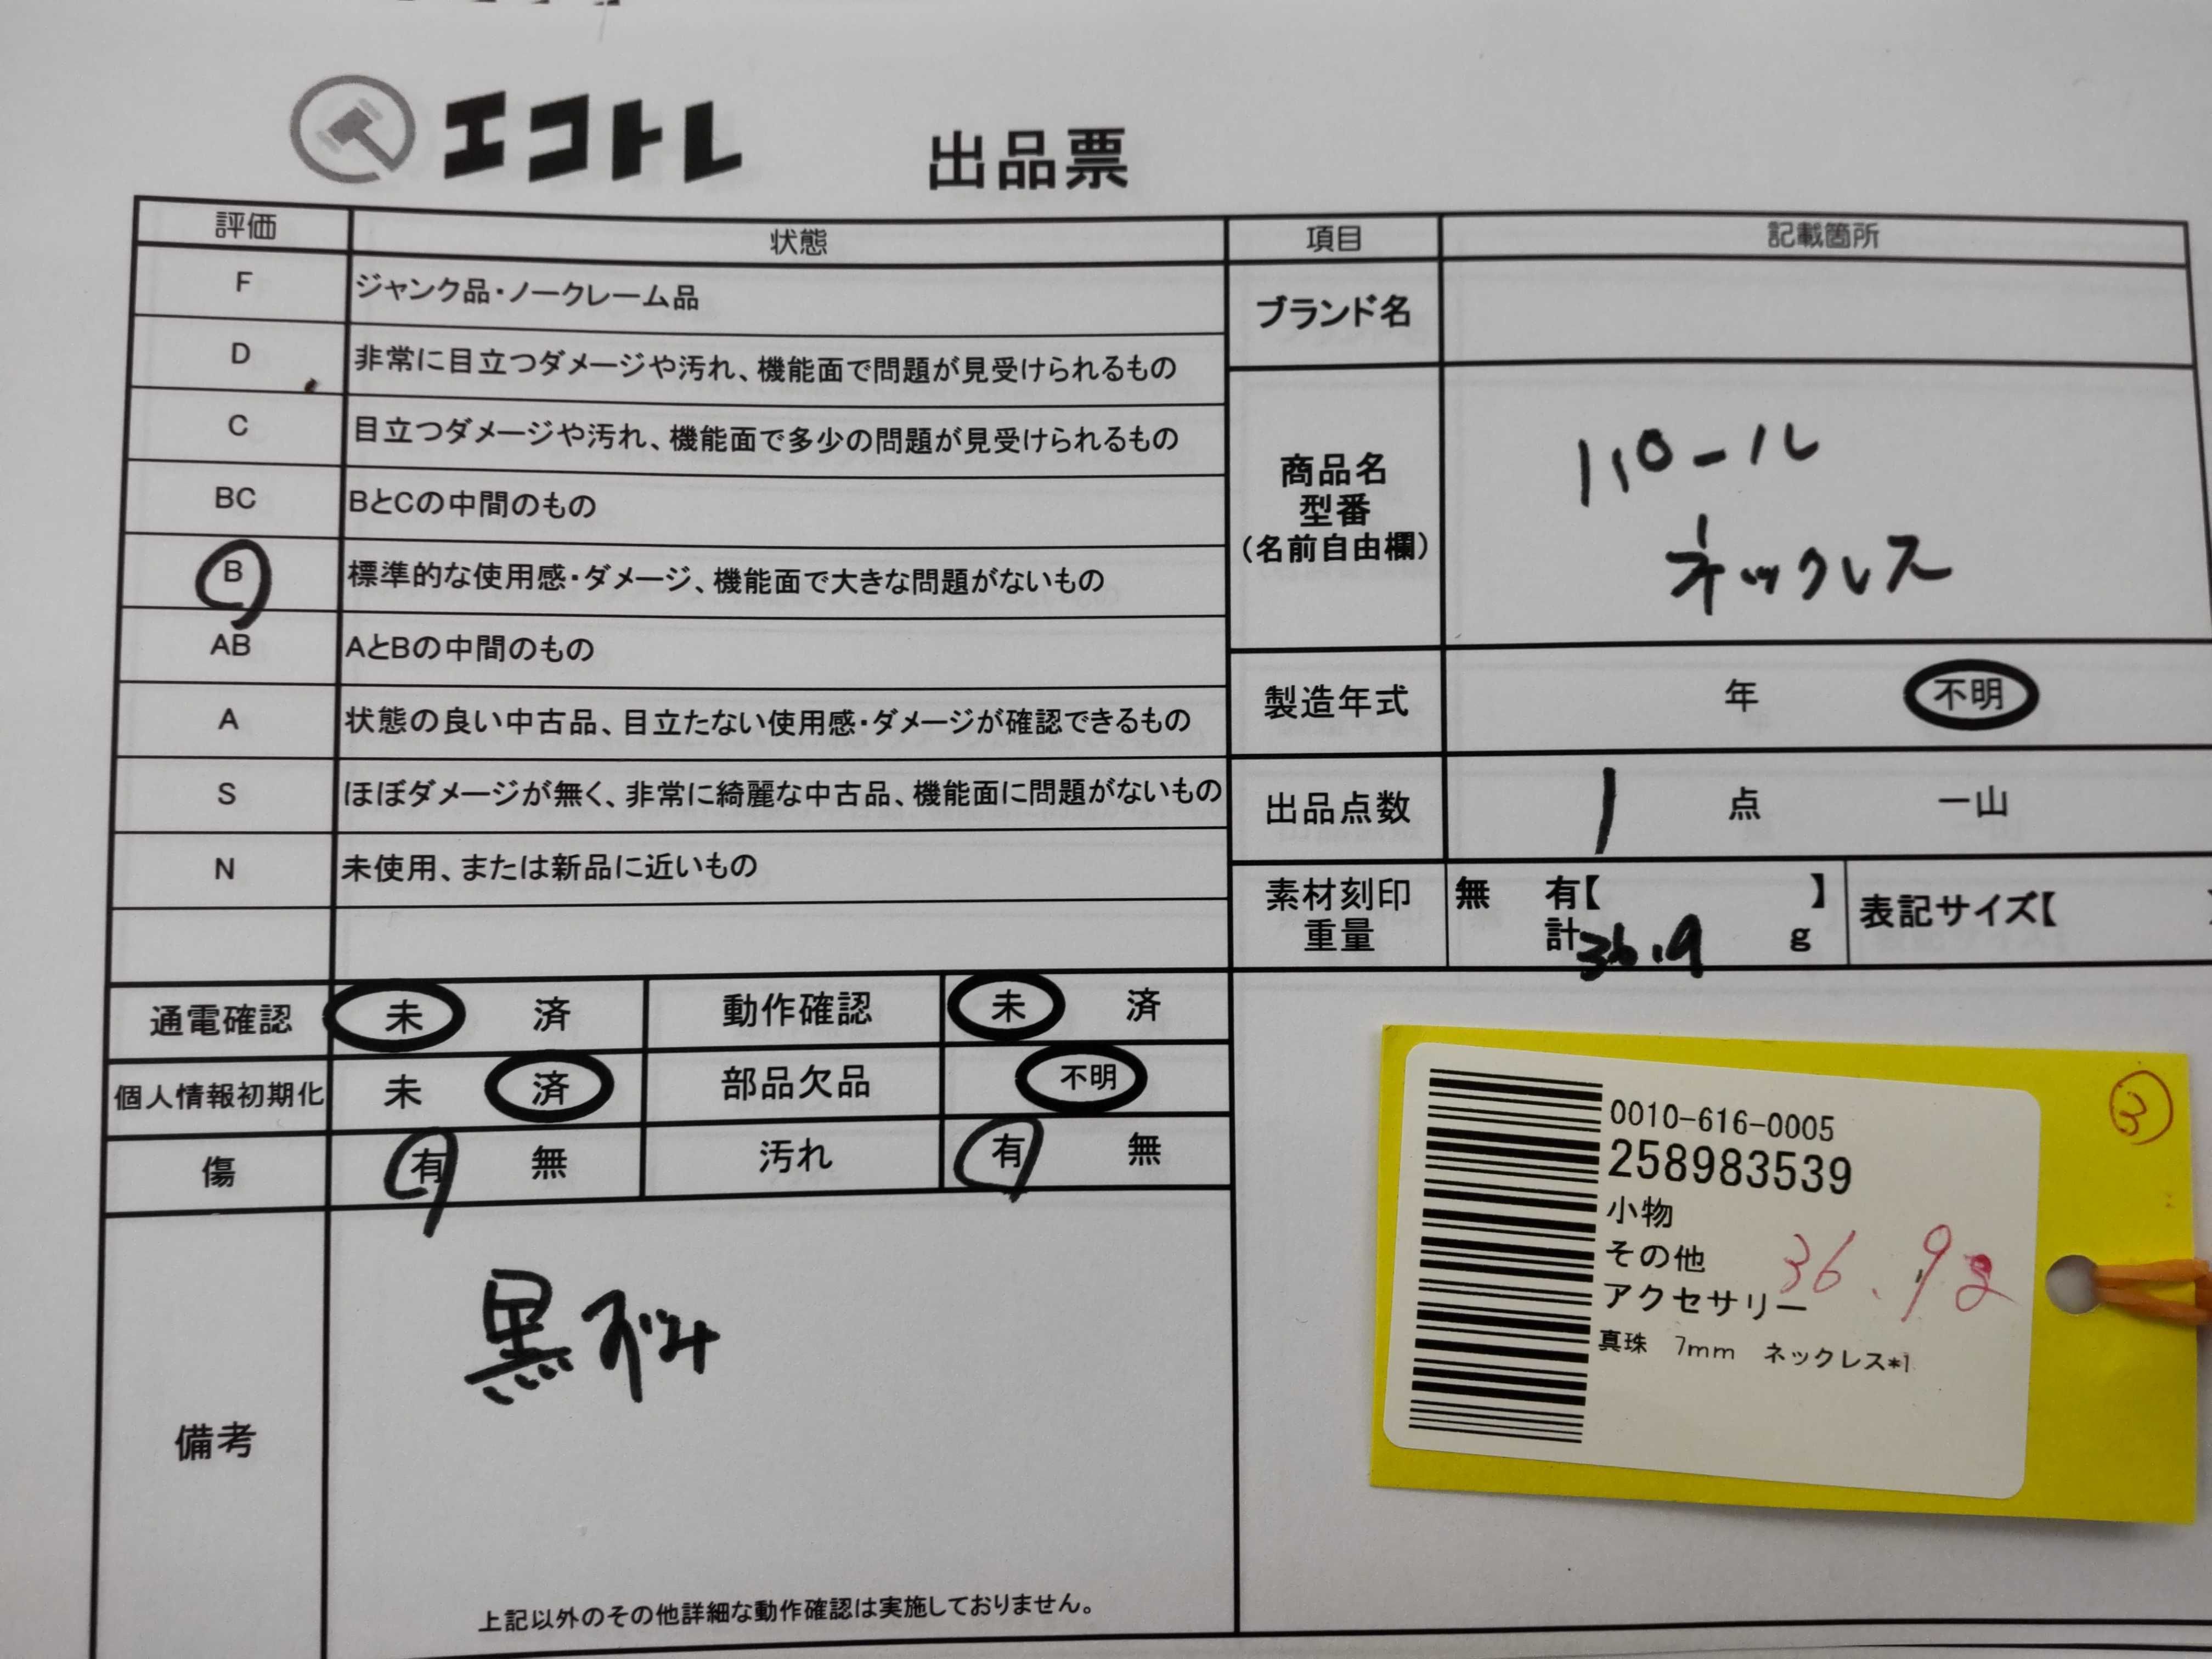 エコトレ 出品票
評価 状態
F ジャンク品・ノークレーム品
D 非常に目立つダメージや汚れ、機能面で問題が見受けられるもの
C 目立つダメージや汚れ、機能面で多少の問題が見受けられるもの
BC BとCの中間のもの
B 標準的な使用感・ダメージ、機能面で大きな問題がないもの
AB AとBの中間のもの
A 状態の良い中古品、目立たない使用感・ダメージが確認できるもの
S ほぼダメージが無く、非常に綺麗な中古品、機能面に問題がないもの
N 未使用、または新品に近いもの
通電確認 未 済 動作確認 未 済
個人情報初期化 未 済 部品欠品 不明
傷 有 無 汚れ 有 無
備考
黒ずみ
上記以外のその他詳細な動作確認は実施しておりません。
項目 記載箇所
ブランド名
商品名
型番
(名前自由欄)
パール
ネックレス
製造年式 年 不明
出品点数 1 点 一山
素材刻印
重量
無 有【 】
計36.9 g
表記サイズ【
3
0010-616-0005
258983539
小物
その他
アクセサリー
36.9g
真珠 7mm ネックレス*1